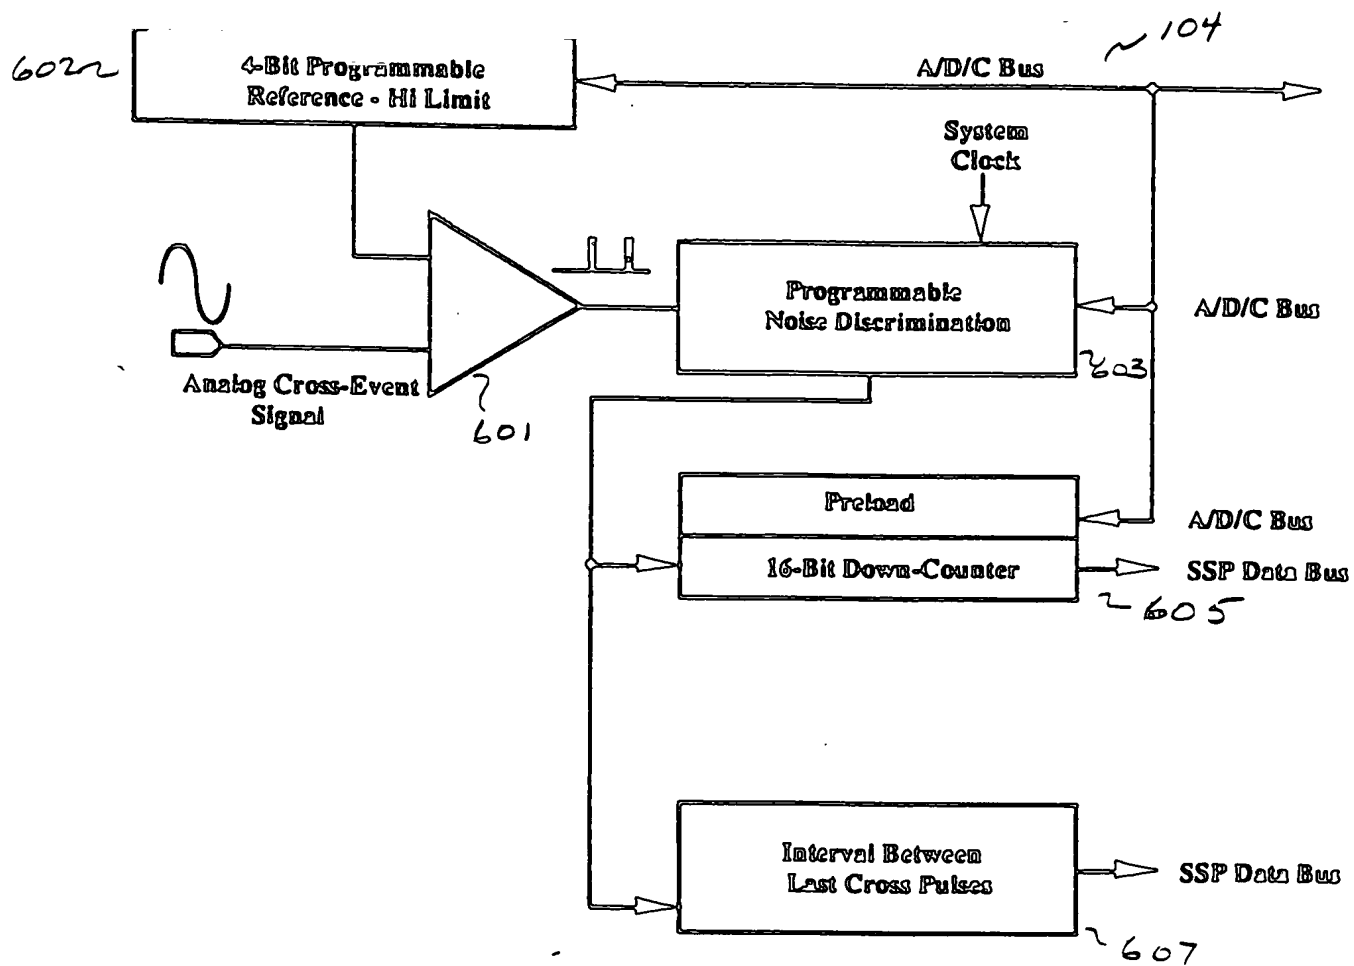 104
602
4-Bit Programmable
Reference - Hi Limit
A/D/C Bus
System
Clock
Programmable
Noise Discrimination
A/D/C Bus
603
Analog Cross-Event
Signal
601
Preload
A/D/C Bus
16-Bit Down-Counter
SSP Data Bus
605
Interval Between
Last Cross Pulses
SSP Data Bus
607